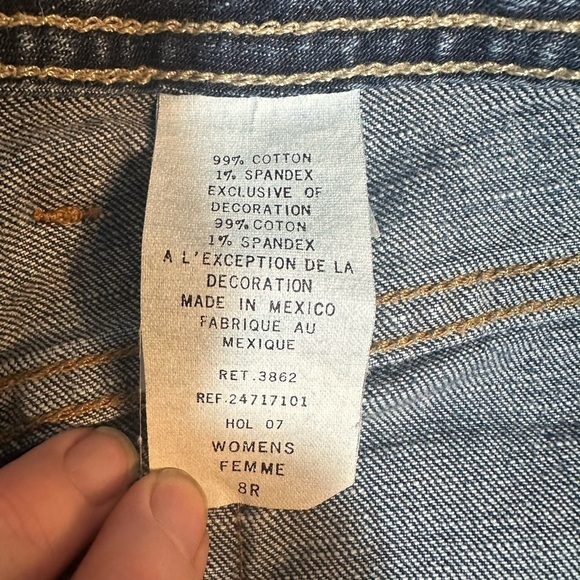 99% COTTON
1% SPANDEX
EXCLUSIVE OF
DECORATION
99% COTON
1% SPANDEX
A L'EXCEPTION DE LA
DECORATION
MADE IN MEXICO
FABRIQUE AU
MEXIQUE
RET.3862
REF.24717101
HOL 07
WOMENS
FEMME
8R